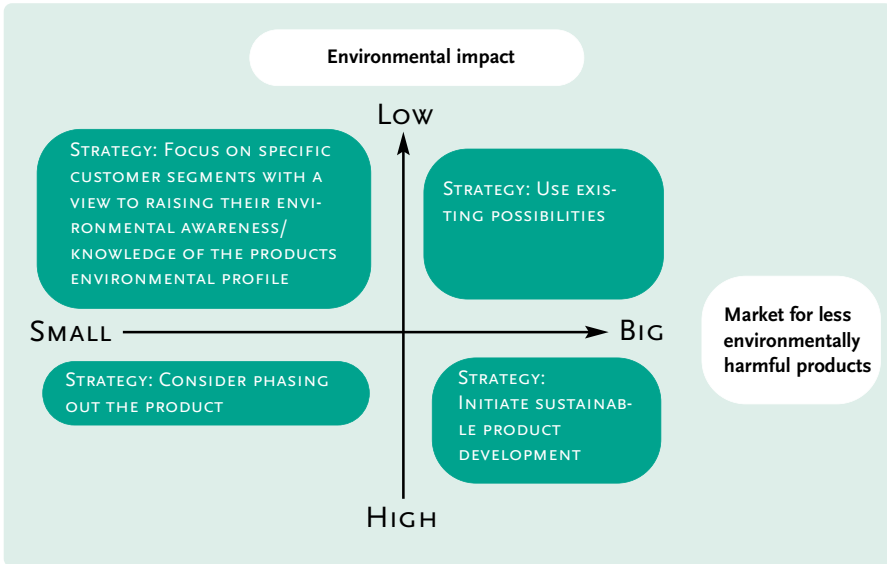 Environmental impact
Low
Strategy: Focus on specific
customer segments with a
view to raising their envi-
ronmental awareness/
knowledge of the products
environmental profile
Strategy: Use exis-
ting possibilities
Small
Big
Market for less
environmentally
harmful products
Strategy: Consider phasing
out the product
Strategy:
Initiate sustainab-
le product
development
High